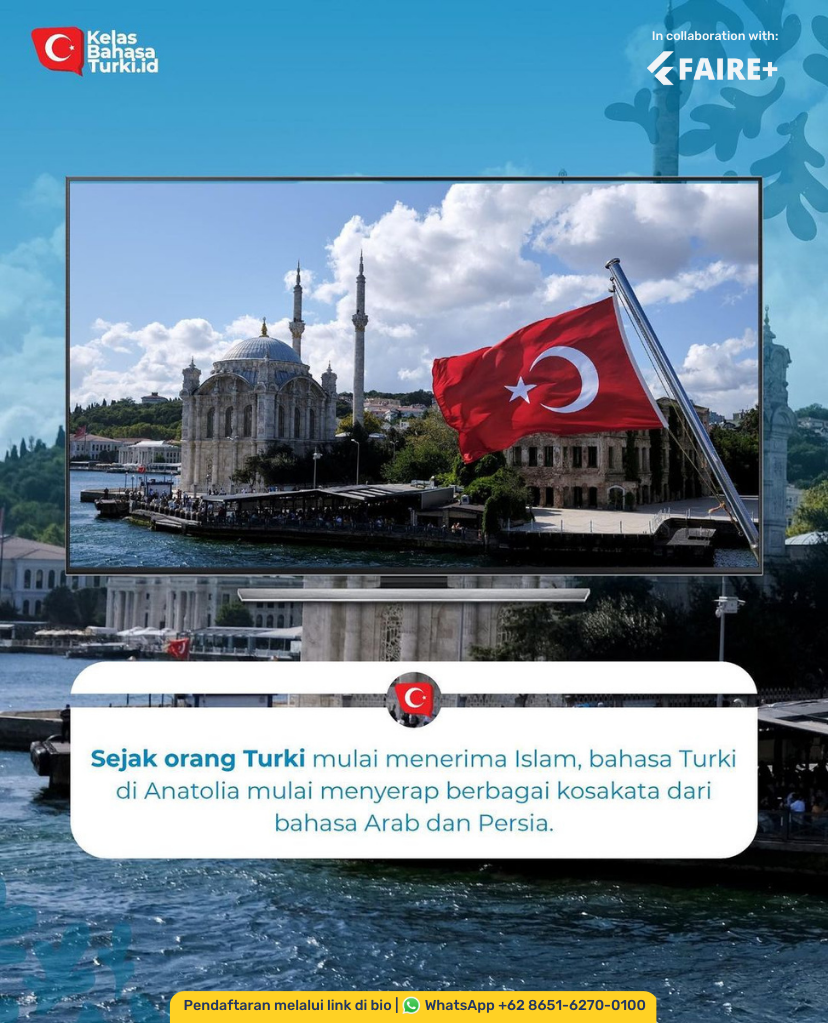 Kelas
Bahasa
Turki.id
In collaboration with:
FAIRE+
Sejak orang Turki mulai menerima Islam, bahasa Turki
di Anatolia mulai menyerap berbagai kosakata dari
bahasa Arab dan Persia.
Pendaftaran melalui link di bio | WhatsApp +62 8651-6270-0100